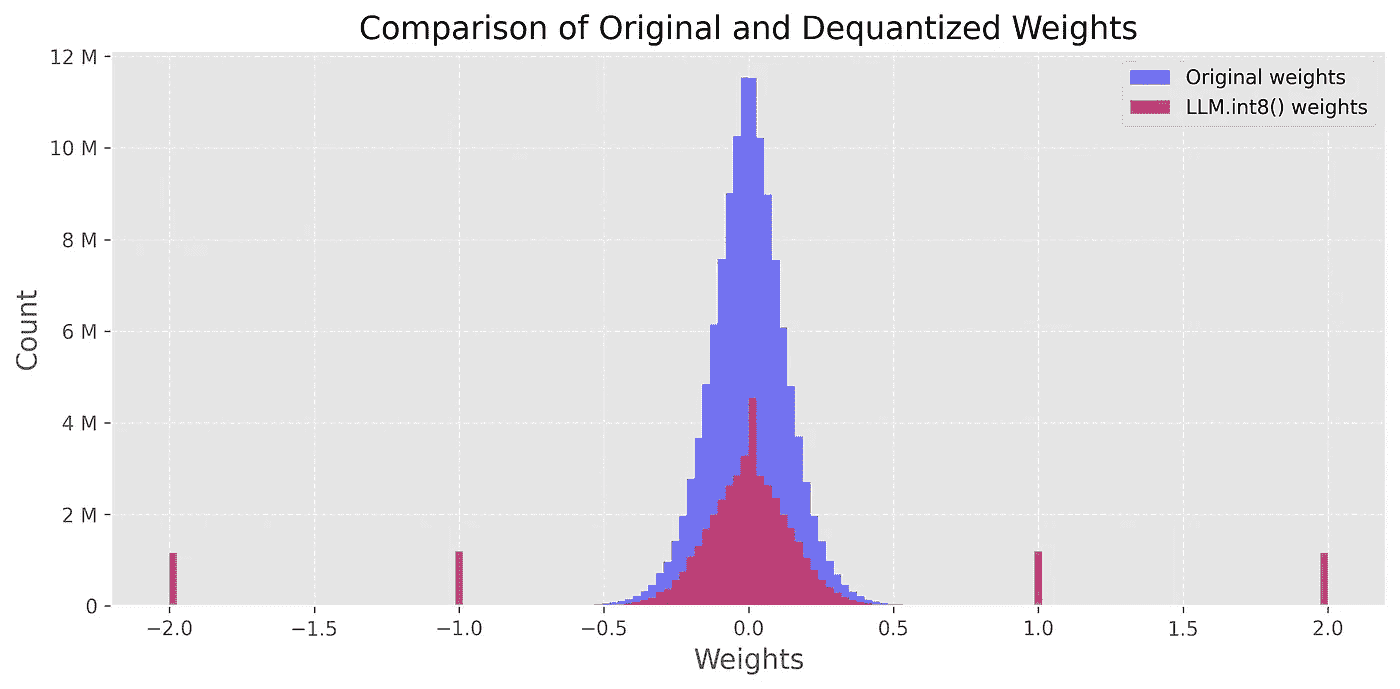 Comparison of Original and Dequantized Weights
Original weights
LLM.int8() weights
Count
12 M
10 M
8 M
6 M
4 M
2 M
0
−2.0 −1.5 −1.0 −0.5 0.0 0.5 1.0 1.5 2.0
Weights